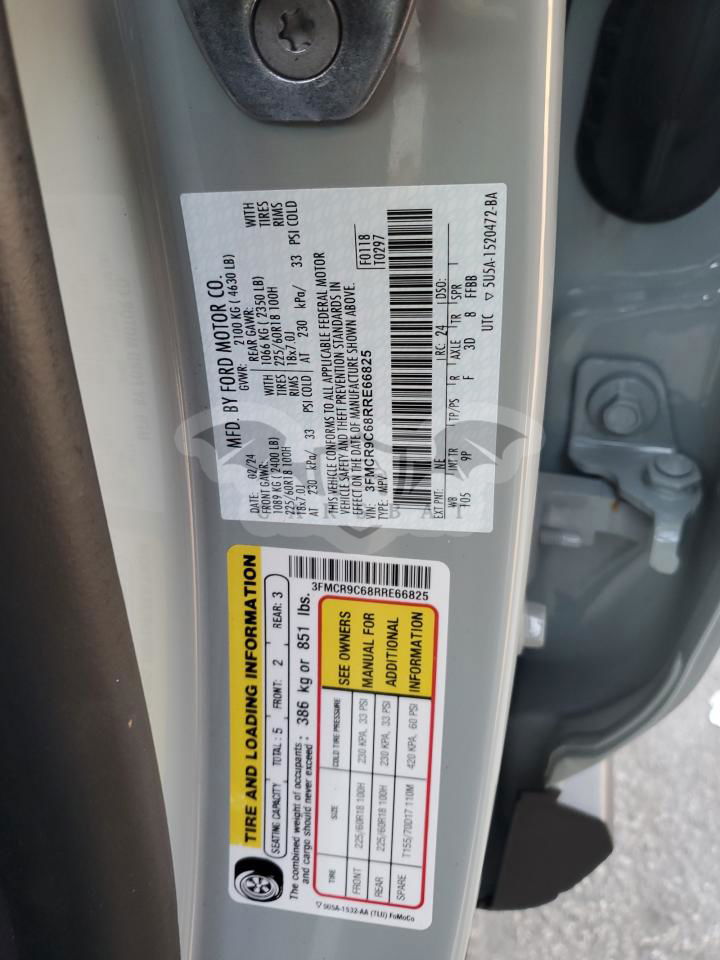 MFD. BY FORD MOTOR CO.
DATE: 02/24 GVWR: 2100 KG ( 4630 LB)
FRONT GAWR: REAR GAWR:
1089 KG ( 2400 LB) WITH 1066 KG ( 2350 LB) WITH
225/60R18 100H TIRES 225/60R18 100H TIRES
18x7.0J RIMS 18x7.0J RIMS
AT 230 kPa/ 33 PSI COLD AT 230 kPa/ 33 PSI COLD
THIS VEHICLE CONFORMS TO ALL APPLICABLE FEDERAL MOTOR
VEHICLE SAFETY AND THEFT PREVENTION STANDARDS IN
EFFECT ON THE DATE OF MANUFACTURE SHOWN ABOVE.
VIN: 3FMCR9C68RRE66825 F0118
TYPE: MPV T0297
EXT PNT: NE RC: 24 DSO:
WB INT TR TP/PS R AXLE TR SPR
105 9P F 3D 8 FFBB
UTC ▽ 5U5A-1520472-BA
CARSBAT
TIRE AND LOADING INFORMATION
SEATING CAPACITY TOTAL: 5 FRONT: 2 REAR: 3
The combined weight of occupants
and cargo should never exceed 386 kg or 851 lbs.
3FMCR9C68RRE66825
TIRE SIZE COLD TIRE PRESSURE
FRONT 225/60R18 100H 230 KPA, 33 PSI
REAR 225/60R18 100H 230 KPA, 33 PSI
SPARE T155/70D17 110M 420 KPA, 60 PSI
SEE OWNERS
MANUAL FOR
ADDITIONAL
INFORMATION
▽ 5U5A-1532-AA (TLU) FoMoCo